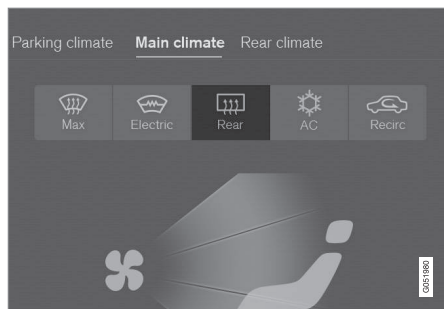 Parking climate Main climate Rear climate
Max Electric Rear AC Recirc
G051980